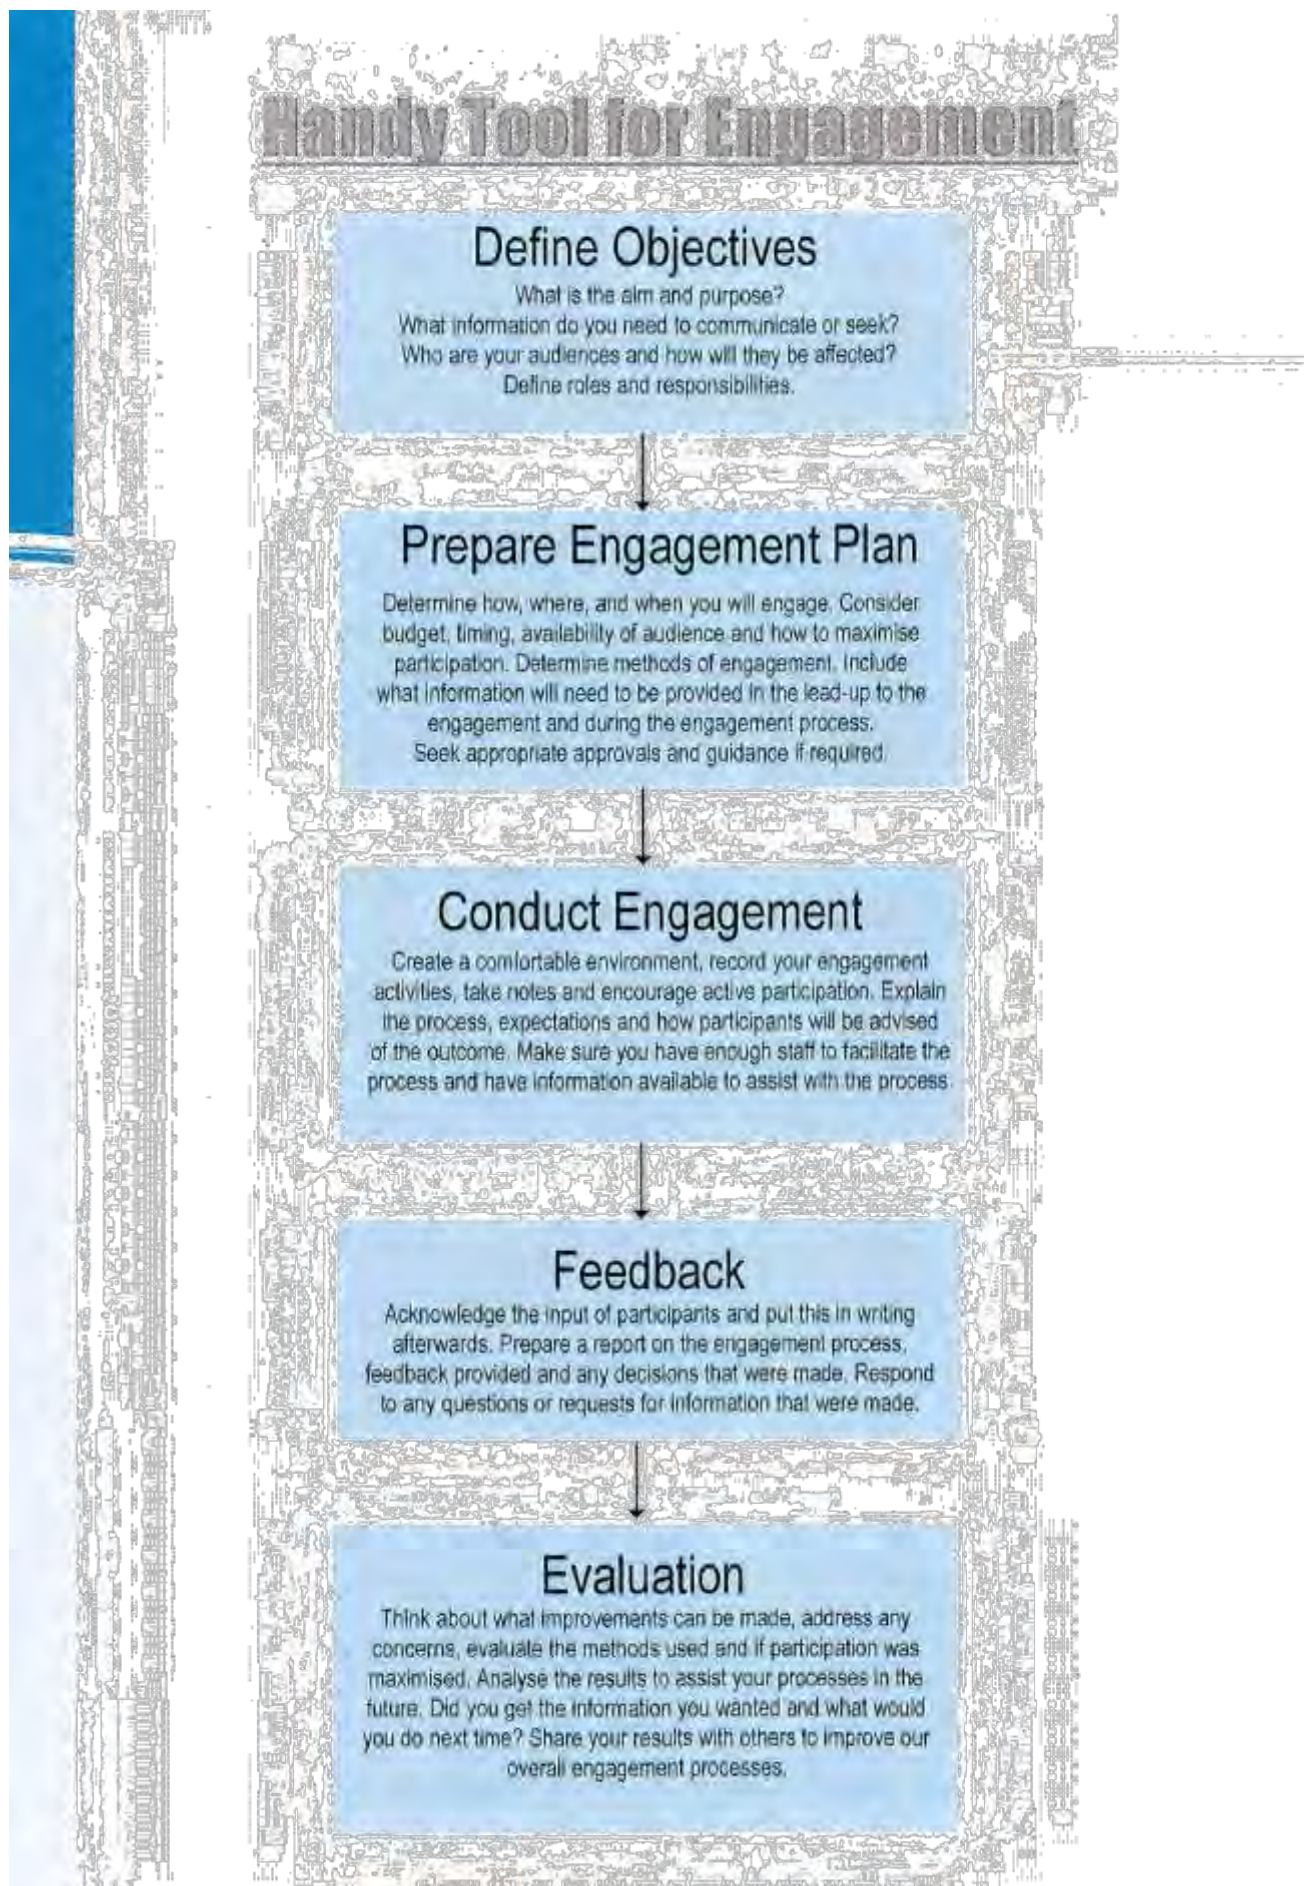 Handy Tool for Engagement
Define Objectives
What is the aim and purpose?
What information do you need to communicate or seek?
Who are your audiences and how will they be affected?
Define roles and responsibilities.
Prepare Engagement Plan
Determine how, where, and when you will engage. Consider
budget, timing, availability of audience and how to maximise
participation. Determine methods of engagement. Include
what information will need to be provided in the lead-up to the
engagement and during the engagement process.
Seek appropriate approvals and guidance if required.
Conduct Engagement
Create a comfortable environment, record your engagement
activities, take notes and encourage active participation. Explain
the process, expectations and how participants will be advised
of the outcome. Make sure you have enough staff to facilitate the
process and have information available to assist with the process.
Feedback
Acknowledge the input of participants and put this in writing
afterwards. Prepare a report on the engagement process,
feedback provided and any decisions that were made. Respond
to any questions or requests for information that were made.
Evaluation
Think about what improvements can be made, address any
concerns, evaluate the methods used and if participation was
maximised. Analyse the results to assist your processes in the
future. Did you get the information you wanted and what would
you do next time? Share your results with others to improve our
overall engagement processes.